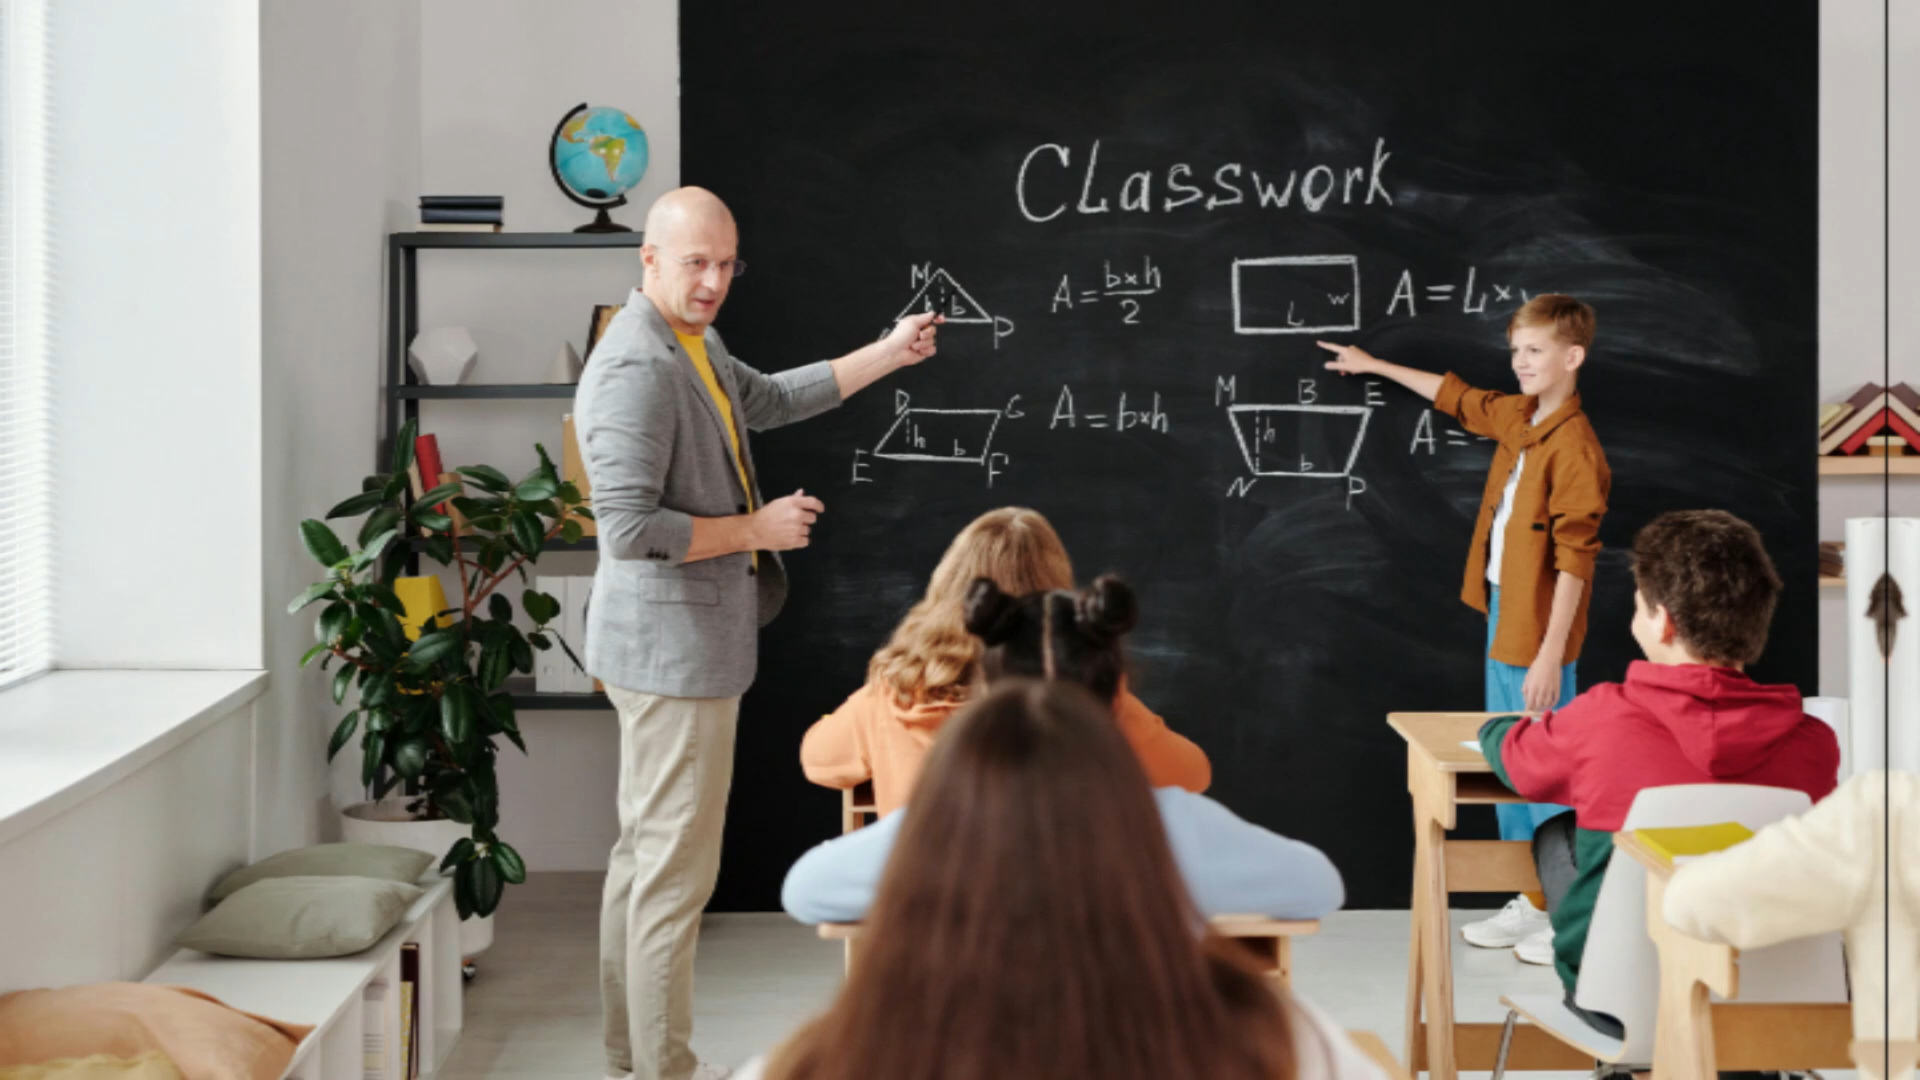 CLasswork
M
h b
P
A = b×h/2
L w
A = L×
D G
h b
E F
A = b×h
M B E
h
b
N P
A =